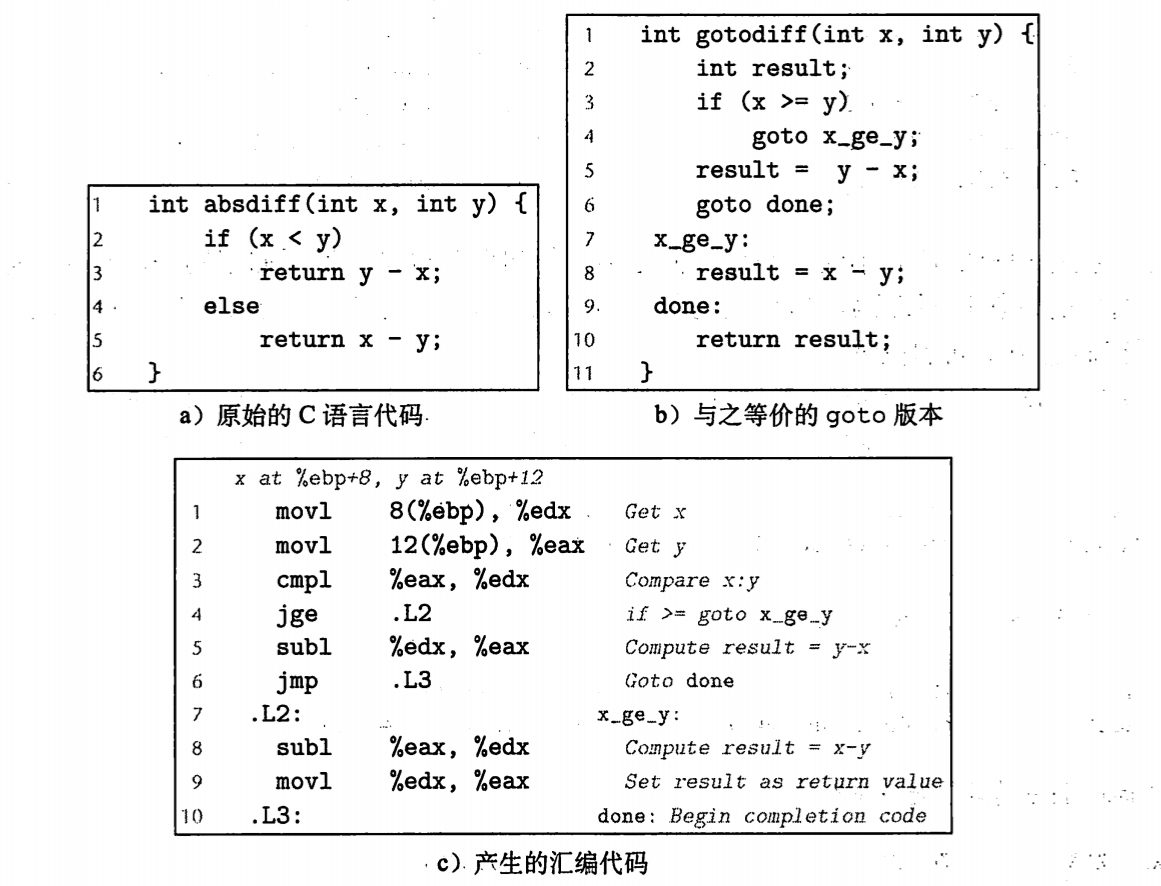 1 int absdiff(int x, int y) {
2 if (x < y)
3 return y - x;
4 else
5 return x - y;
6 }
a）原始的 C 语言代码
1 int gotodiff(int x, int y) {
2 int result;
3 if (x >= y)
4 goto x_ge_y;
5 result = y - x;
6 goto done;
7 x_ge_y:
8 result = x - y;
9 done:
10 return result;
11 }
b）与之等价的 goto 版本
x at %ebp+8, y at %ebp+12
1 movl 8(%ebp), %edx Get x
2 movl 12(%ebp), %eax Get y
3 cmpl %eax, %edx Compare x:y
4 jge .L2 if >= goto x_ge_y
5 subl %edx, %eax Compute result = y-x
6 jmp .L3 Goto done
7 .L2: x_ge_y:
8 subl %eax, %edx Compute result = x-y
9 movl %edx, %eax Set result as return value
10 .L3: done: Begin completion code
c）产生的汇编代码